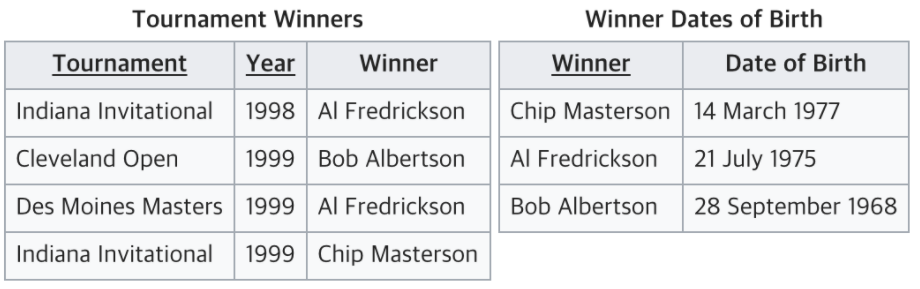 Tournament Winners
Tournament Year Winner
Indiana Invitational 1998 Al Fredrickson
Cleveland Open 1999 Bob Albertson
Des Moines Masters 1999 Al Fredrickson
Indiana Invitational 1999 Chip Masterson
Winner Dates of Birth
Winner Date of Birth
Chip Masterson 14 March 1977
Al Fredrickson 21 July 1975
Bob Albertson 28 September 1968